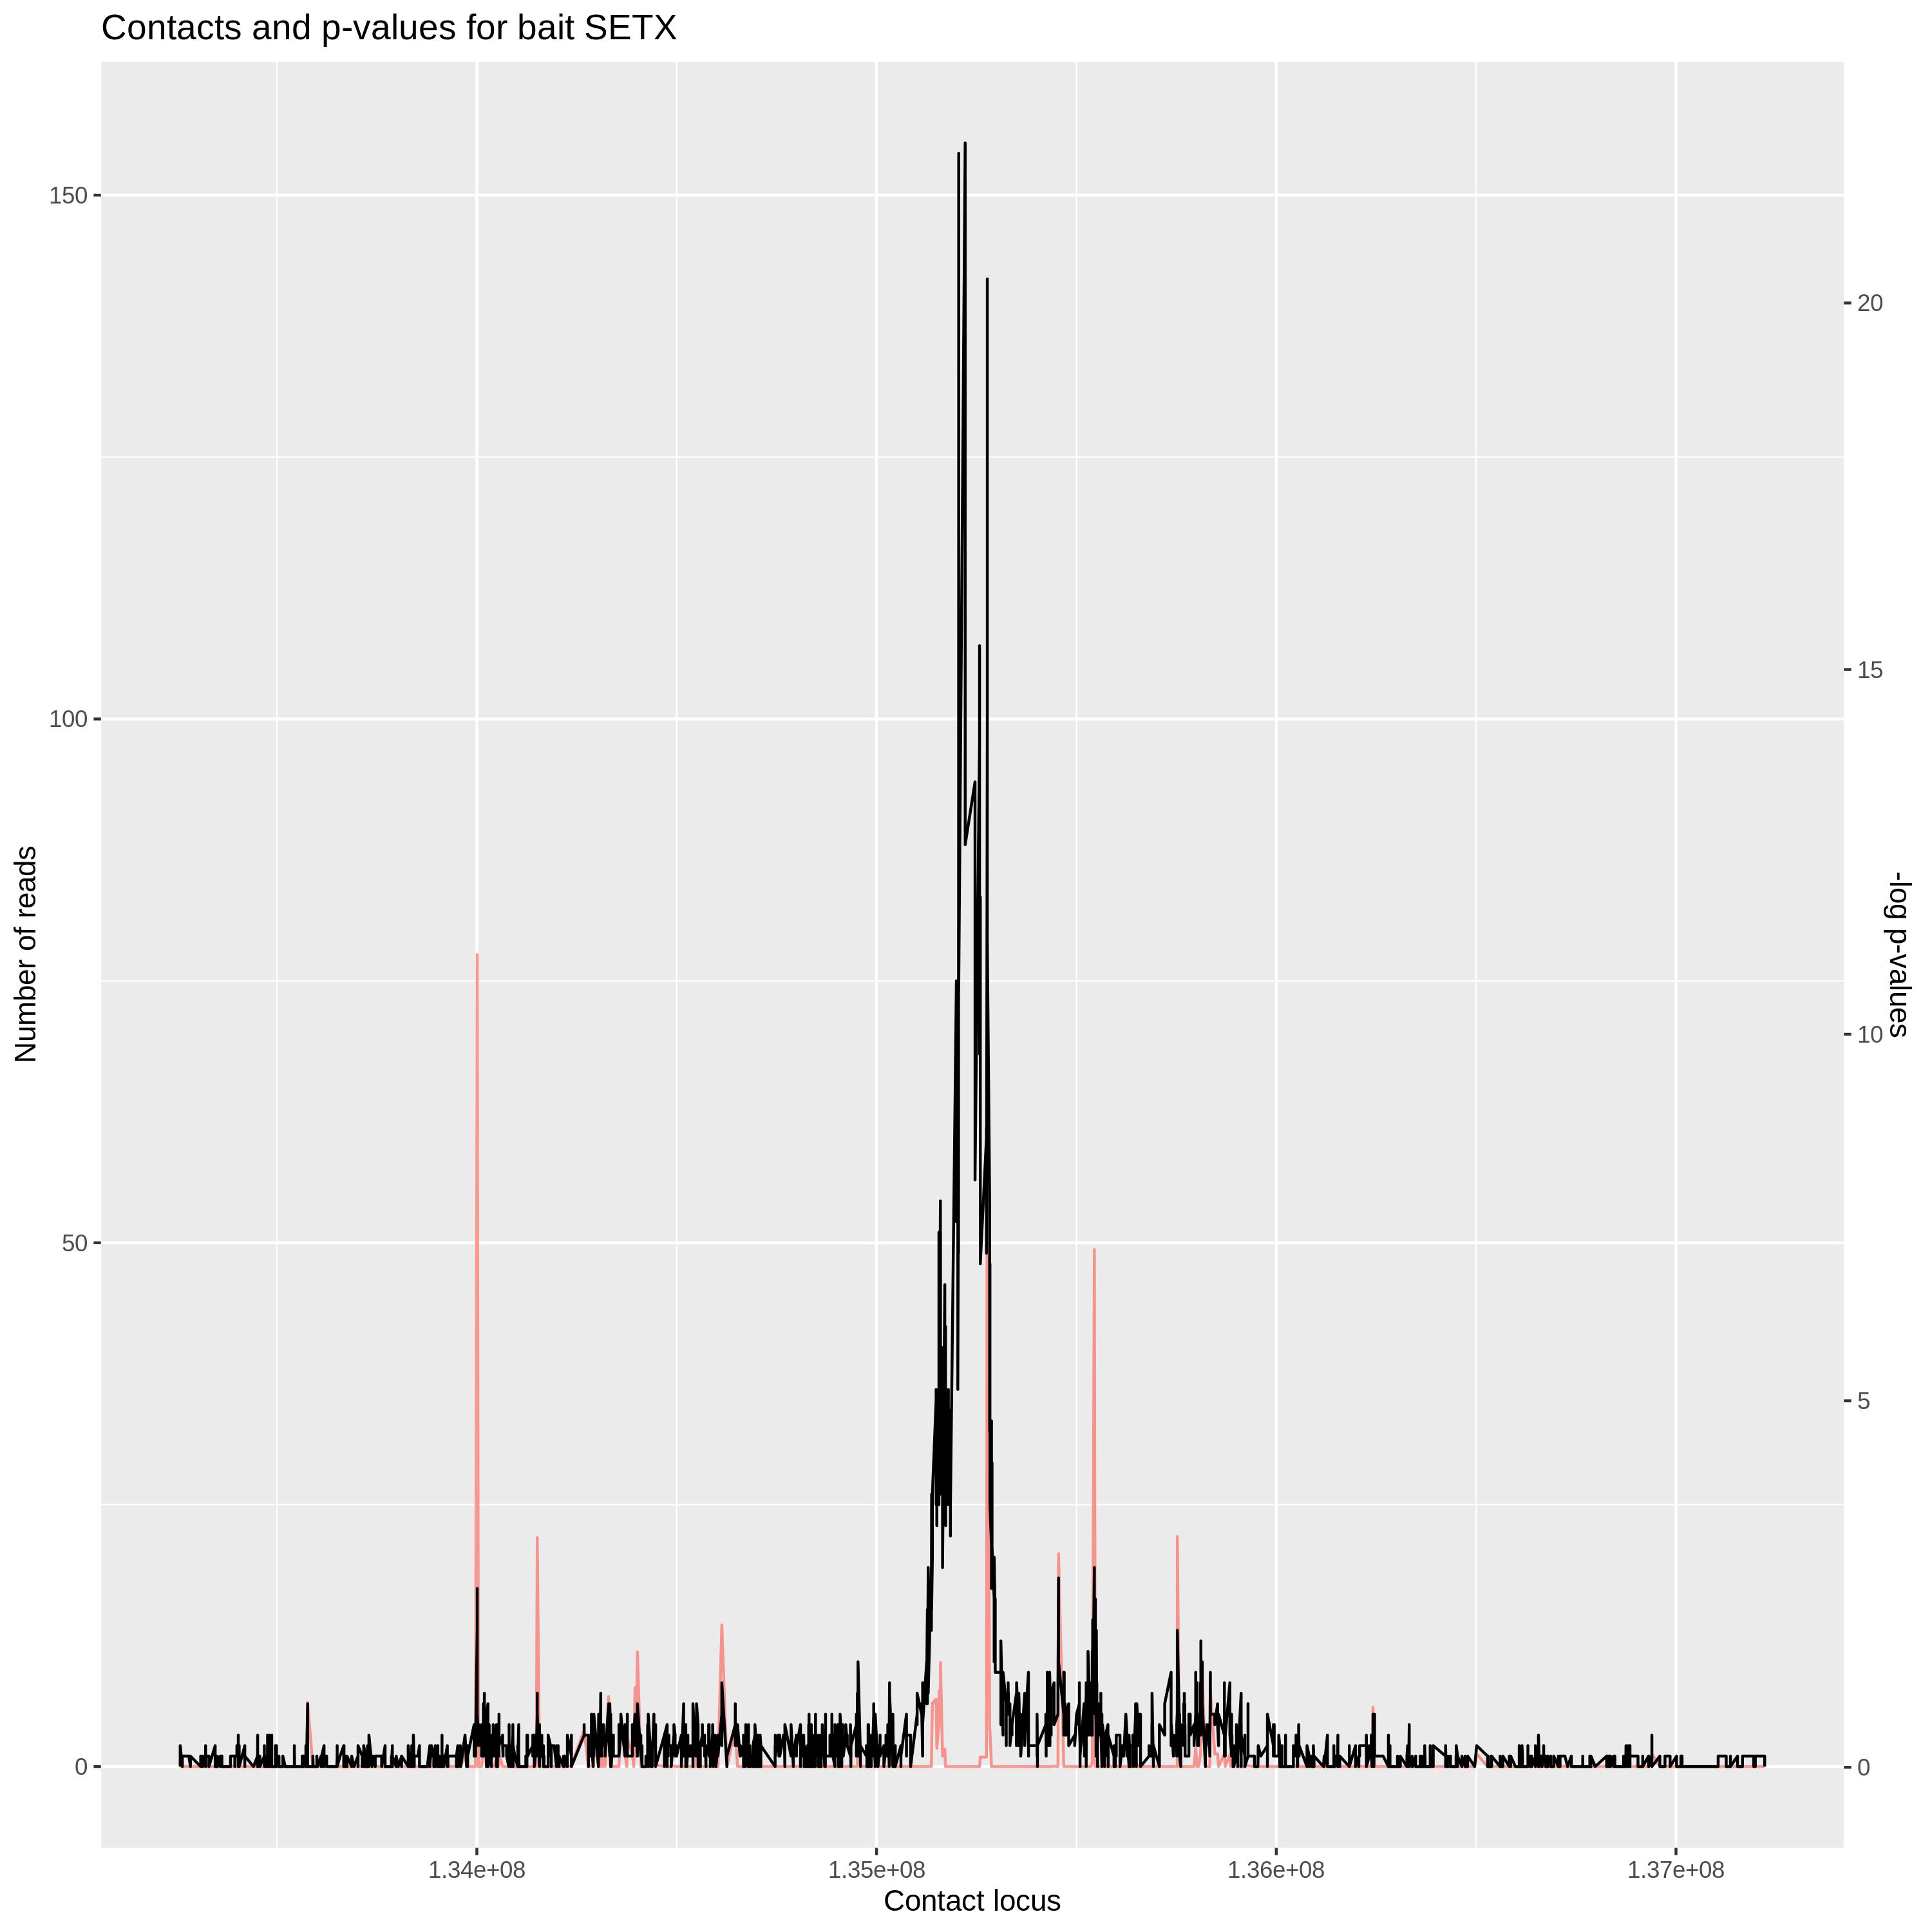 Contacts and p-values for bait SETX
150
100
50
0
Number of reads
20
15
10
5
0
-log p-values
1.34e+08
1.35e+08
1.36e+08
1.37e+08
Contact locus